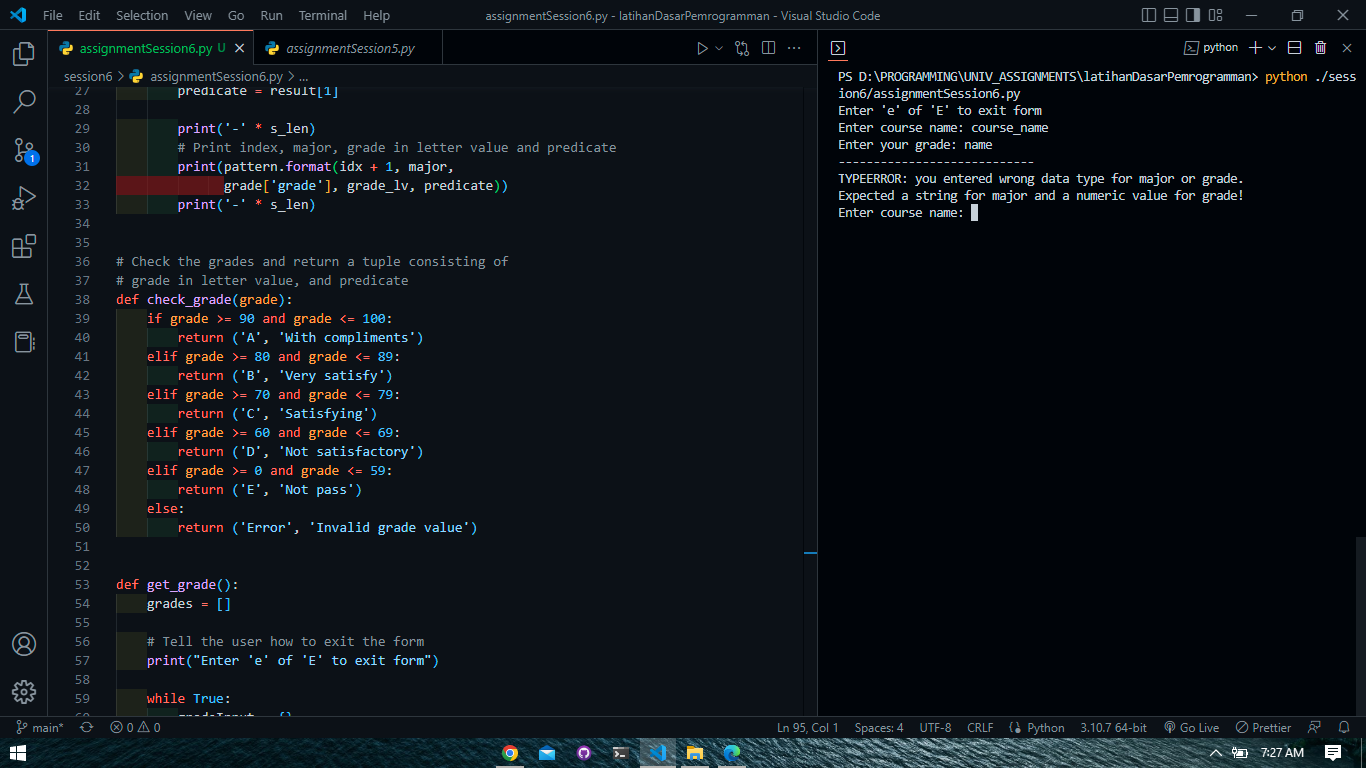 File Edit Selection View Go Run Terminal Help
assignmentSession6.py - latihanDasarPemrogramman - Visual Studio Code
assignmentSession6.py U
assignmentSession5.py
session6 > assignmentSession6.py > ...
27 predicate = result[1]
28
29 print('-' * s_len)
30 # Print index, major, grade in letter value and predicate
31 print(pattern.format(idx + 1, major,
32 grade['grade'], grade_lv, predicate))
33 print('-' * s_len)
34
35
36 # Check the grades and return a tuple consisting of
37 # grade in letter value, and predicate
38 def check_grade(grade):
39 if grade >= 90 and grade <= 100:
40 return ('A', 'With compliments')
41 elif grade >= 80 and grade <= 89:
42 return ('B', 'Very satisfy')
43 elif grade >= 70 and grade <= 79:
44 return ('C', 'Satisfying')
45 elif grade >= 60 and grade <= 69:
46 return ('D', 'Not satisfactory')
47 elif grade >= 0 and grade <= 59:
48 return ('E', 'Not pass')
49 else:
50 return ('Error', 'Invalid grade value')
51
52
53 def get_grade():
54 grades = []
55
56 # Tell the user how to exit the form
57 print("Enter 'e' of 'E' to exit form")
58
59 while True:
python
PS D:\PROGRAMMING\UNIV_ASSIGNMENTS\latihanDasarPemrogramman> python ./sess
ion6/assignmentSession6.py
Enter 'e' of 'E' to exit form
Enter course name: course_name
Enter your grade: name
----------------------------
TYPEERROR: you entered wrong data type for major or grade.
Expected a string for major and a numeric value for grade!
Enter course name:
1
main* 0 0 Ln 95, Col 1 Spaces: 4 UTF-8 CRLF Python 3.10.7 64-bit Go Live Prettier
7:27 AM